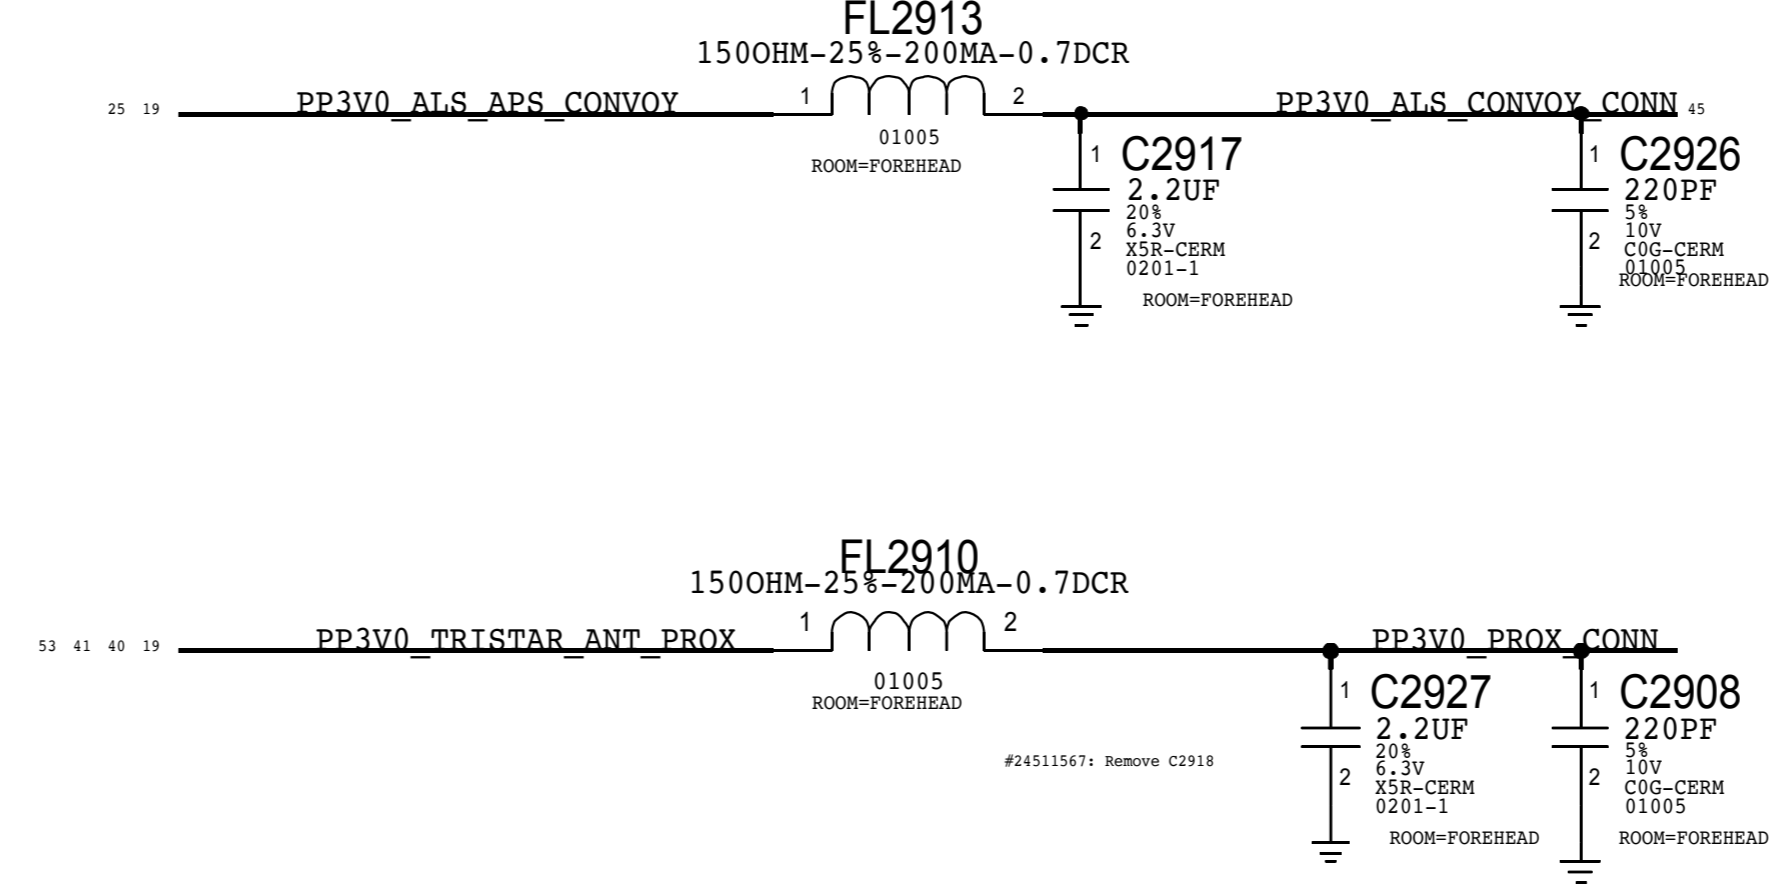 FL2913
150OHM-25%-200MA-0.7DCR
25 19
PP3V0_ALS_APS_CONVOY
1
2
PP3V0_ALS_CONVOY_CONN
45
01005
ROOM=FOREHEAD
1
C2917
2.2UF
20%
6.3V
2
X5R-CERM
0201-1
ROOM=FOREHEAD
1
C2926
220PF
5%
10V
2
C0G-CERM
01005
ROOM=FOREHEAD
FL2910
150OHM-25%-200MA-0.7DCR
53 41 40 19
PP3V0_TRISTAR_ANT_PROX
1
2
PP3V0_PROX_CONN
01005
ROOM=FOREHEAD
#24511567: Remove C2918
1
C2927
2.2UF
20%
6.3V
2
X5R-CERM
0201-1
ROOM=FOREHEAD
1
C2908
220PF
5%
10V
2
C0G-CERM
01005
ROOM=FOREHEAD